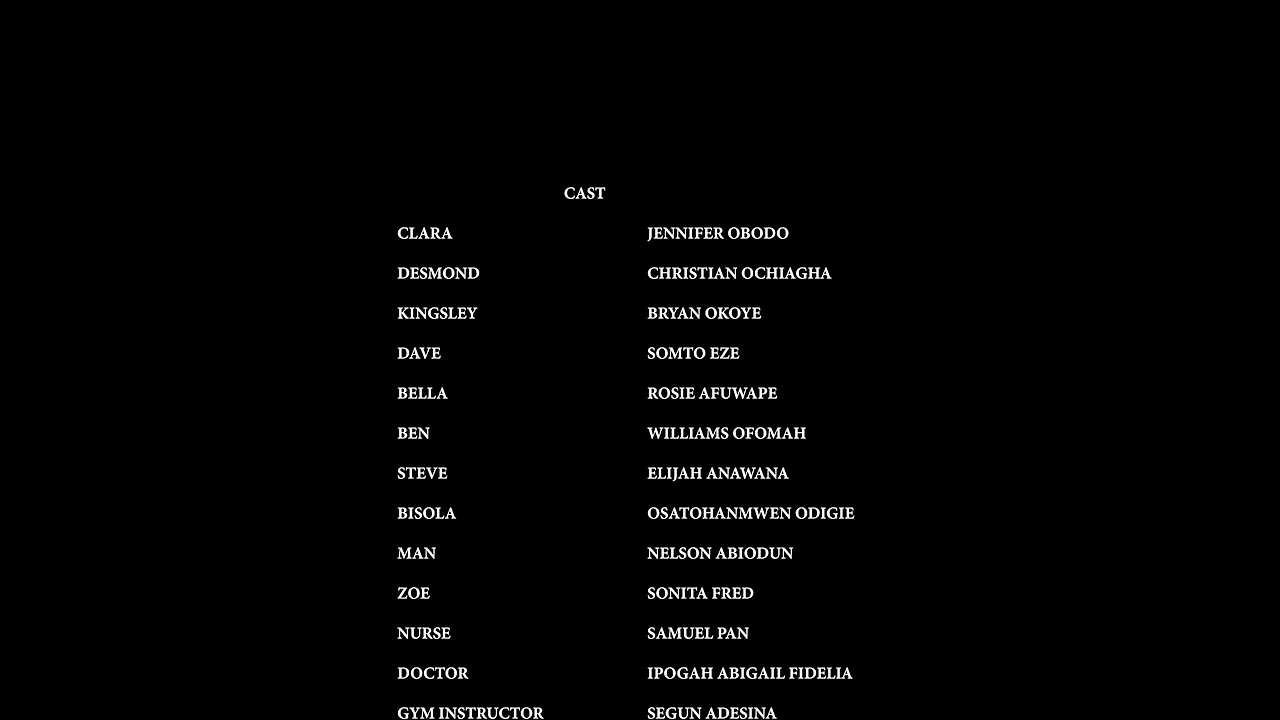 CAST
CLARA JENNIFER OBODO
DESMOND CHRISTIAN OCHIAGHA
KINGSLEY BRYAN OKOYE
DAVE SOMTO EZE
BELLA ROSIE AFUWAPE
BEN WILLIAMS OFOMAH
STEVE ELIJAH ANAWANA
BISOLA OSATOHANMWEN ODIGIE
MAN NELSON ABIODUN
ZOE SONITA FRED
NURSE SAMUEL PAN
DOCTOR IPOGAH ABIGAIL FIDELIA
GYM INSTRUCTOR SEGUN ADESINA